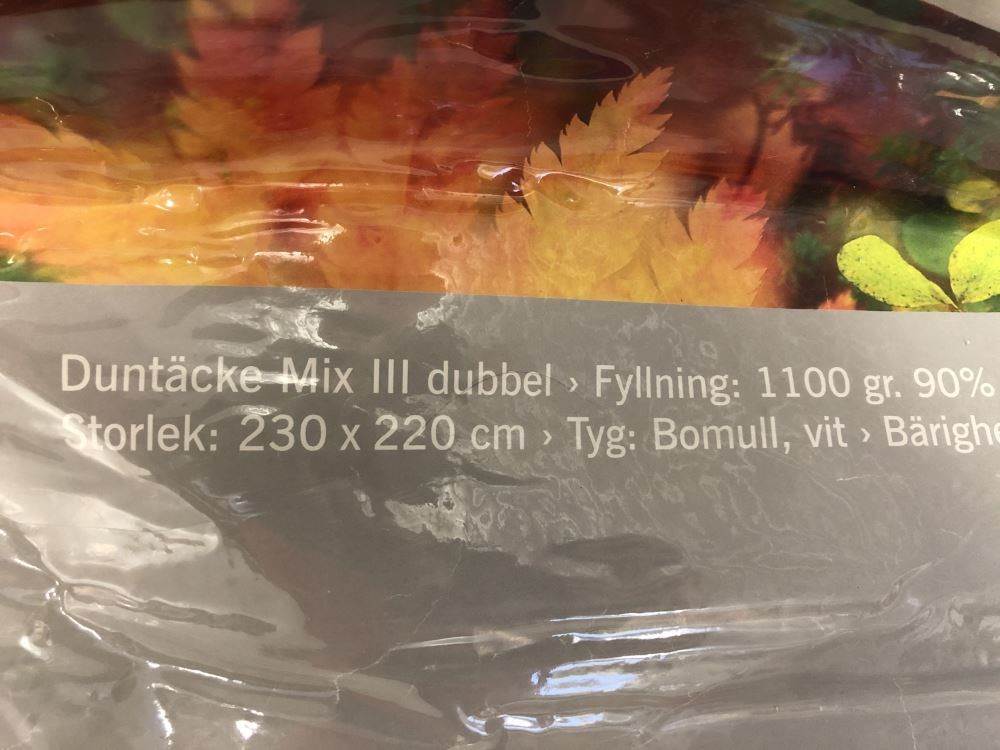 Duntäcke Mix III dubbel › Fyllning: 1100 gr. 90%
Storlek: 230 x 220 cm › Tyg: Bomull, vit ›